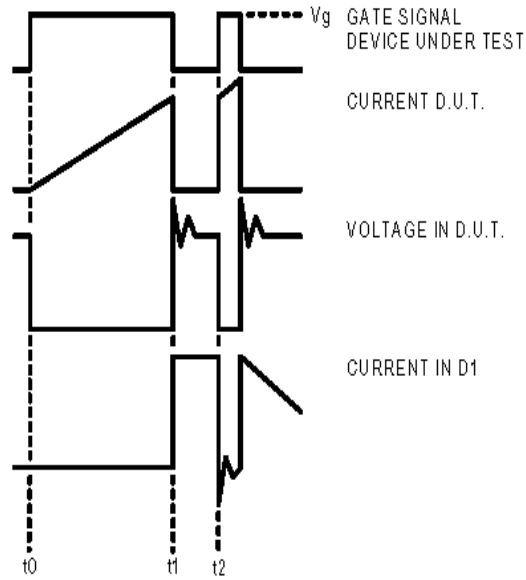 Vg GATE SIGNAL
DEVICE UNDER TEST
CURRENT D.U.T.
VOLTAGE IN D.U.T.
CURRENT IN D1
t0 t1 t2